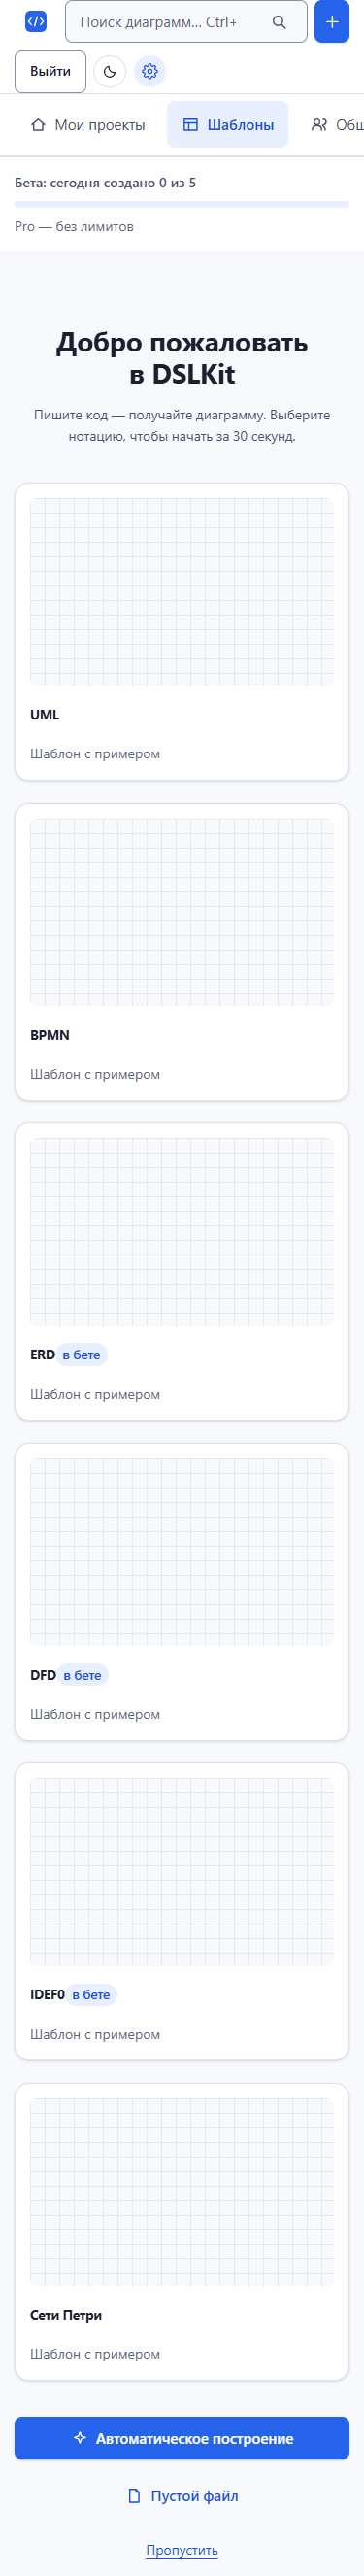 Поиск диаграмм... Ctrl+
Выйти
Мои проекты
Шаблоны
Общ
Бета: сегодня создано 0 из 5
Pro — без лимитов
Добро пожаловать
в DSLKit
Пишите код — получайте диаграмму. Выберите
нотацию, чтобы начать за 30 секунд.
UML
Шаблон с примером
BPMN
Шаблон с примером
ERD в бете
Шаблон с примером
DFD в бете
Шаблон с примером
IDEF0 в бете
Шаблон с примером
Сети Петри
Шаблон с примером
Автоматическое построение
Пустой файл
Пропустить